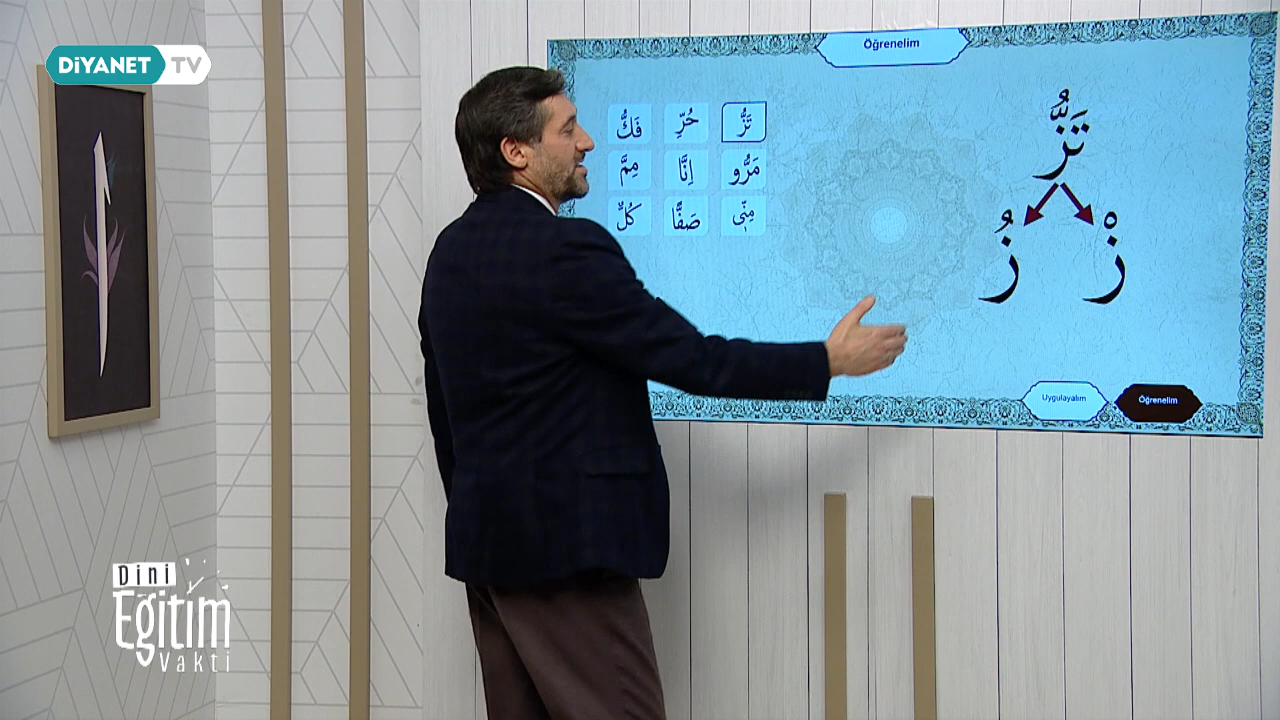 DİYANET TV
Öğrenelim
تَزُّ
حُرِّ
فَكُّ
مَرُّو
اِنَّا
مِمَّ
مِنّٖى
صَفًّا
كُلٌّ
تَزُّ
زْ
زُ
Uygulayalım
Öğrenelim
Dini
Eğitim
Vakti